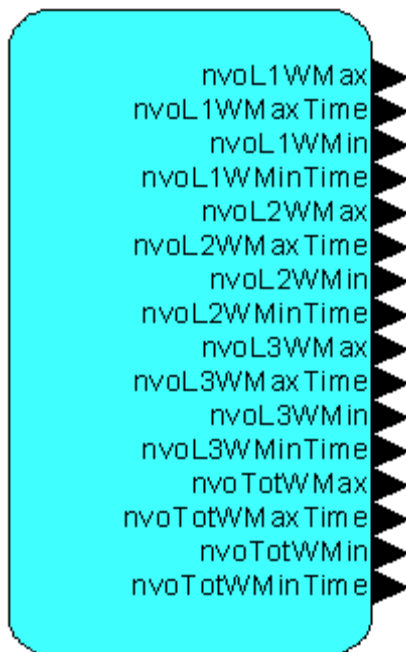 nvoL1WMax
nvoL1WMaxTime
nvoL1WMin
nvoL1WMinTime
nvoL2WMax
nvoL2WMaxTime
nvoL2WMin
nvoL2WMinTime
nvoL3WMax
nvoL3WMaxTime
nvoL3WMin
nvoL3WMinTime
nvoTotWMax
nvoTotWMaxTime
nvoTotWMin
nvoTotWMinTime